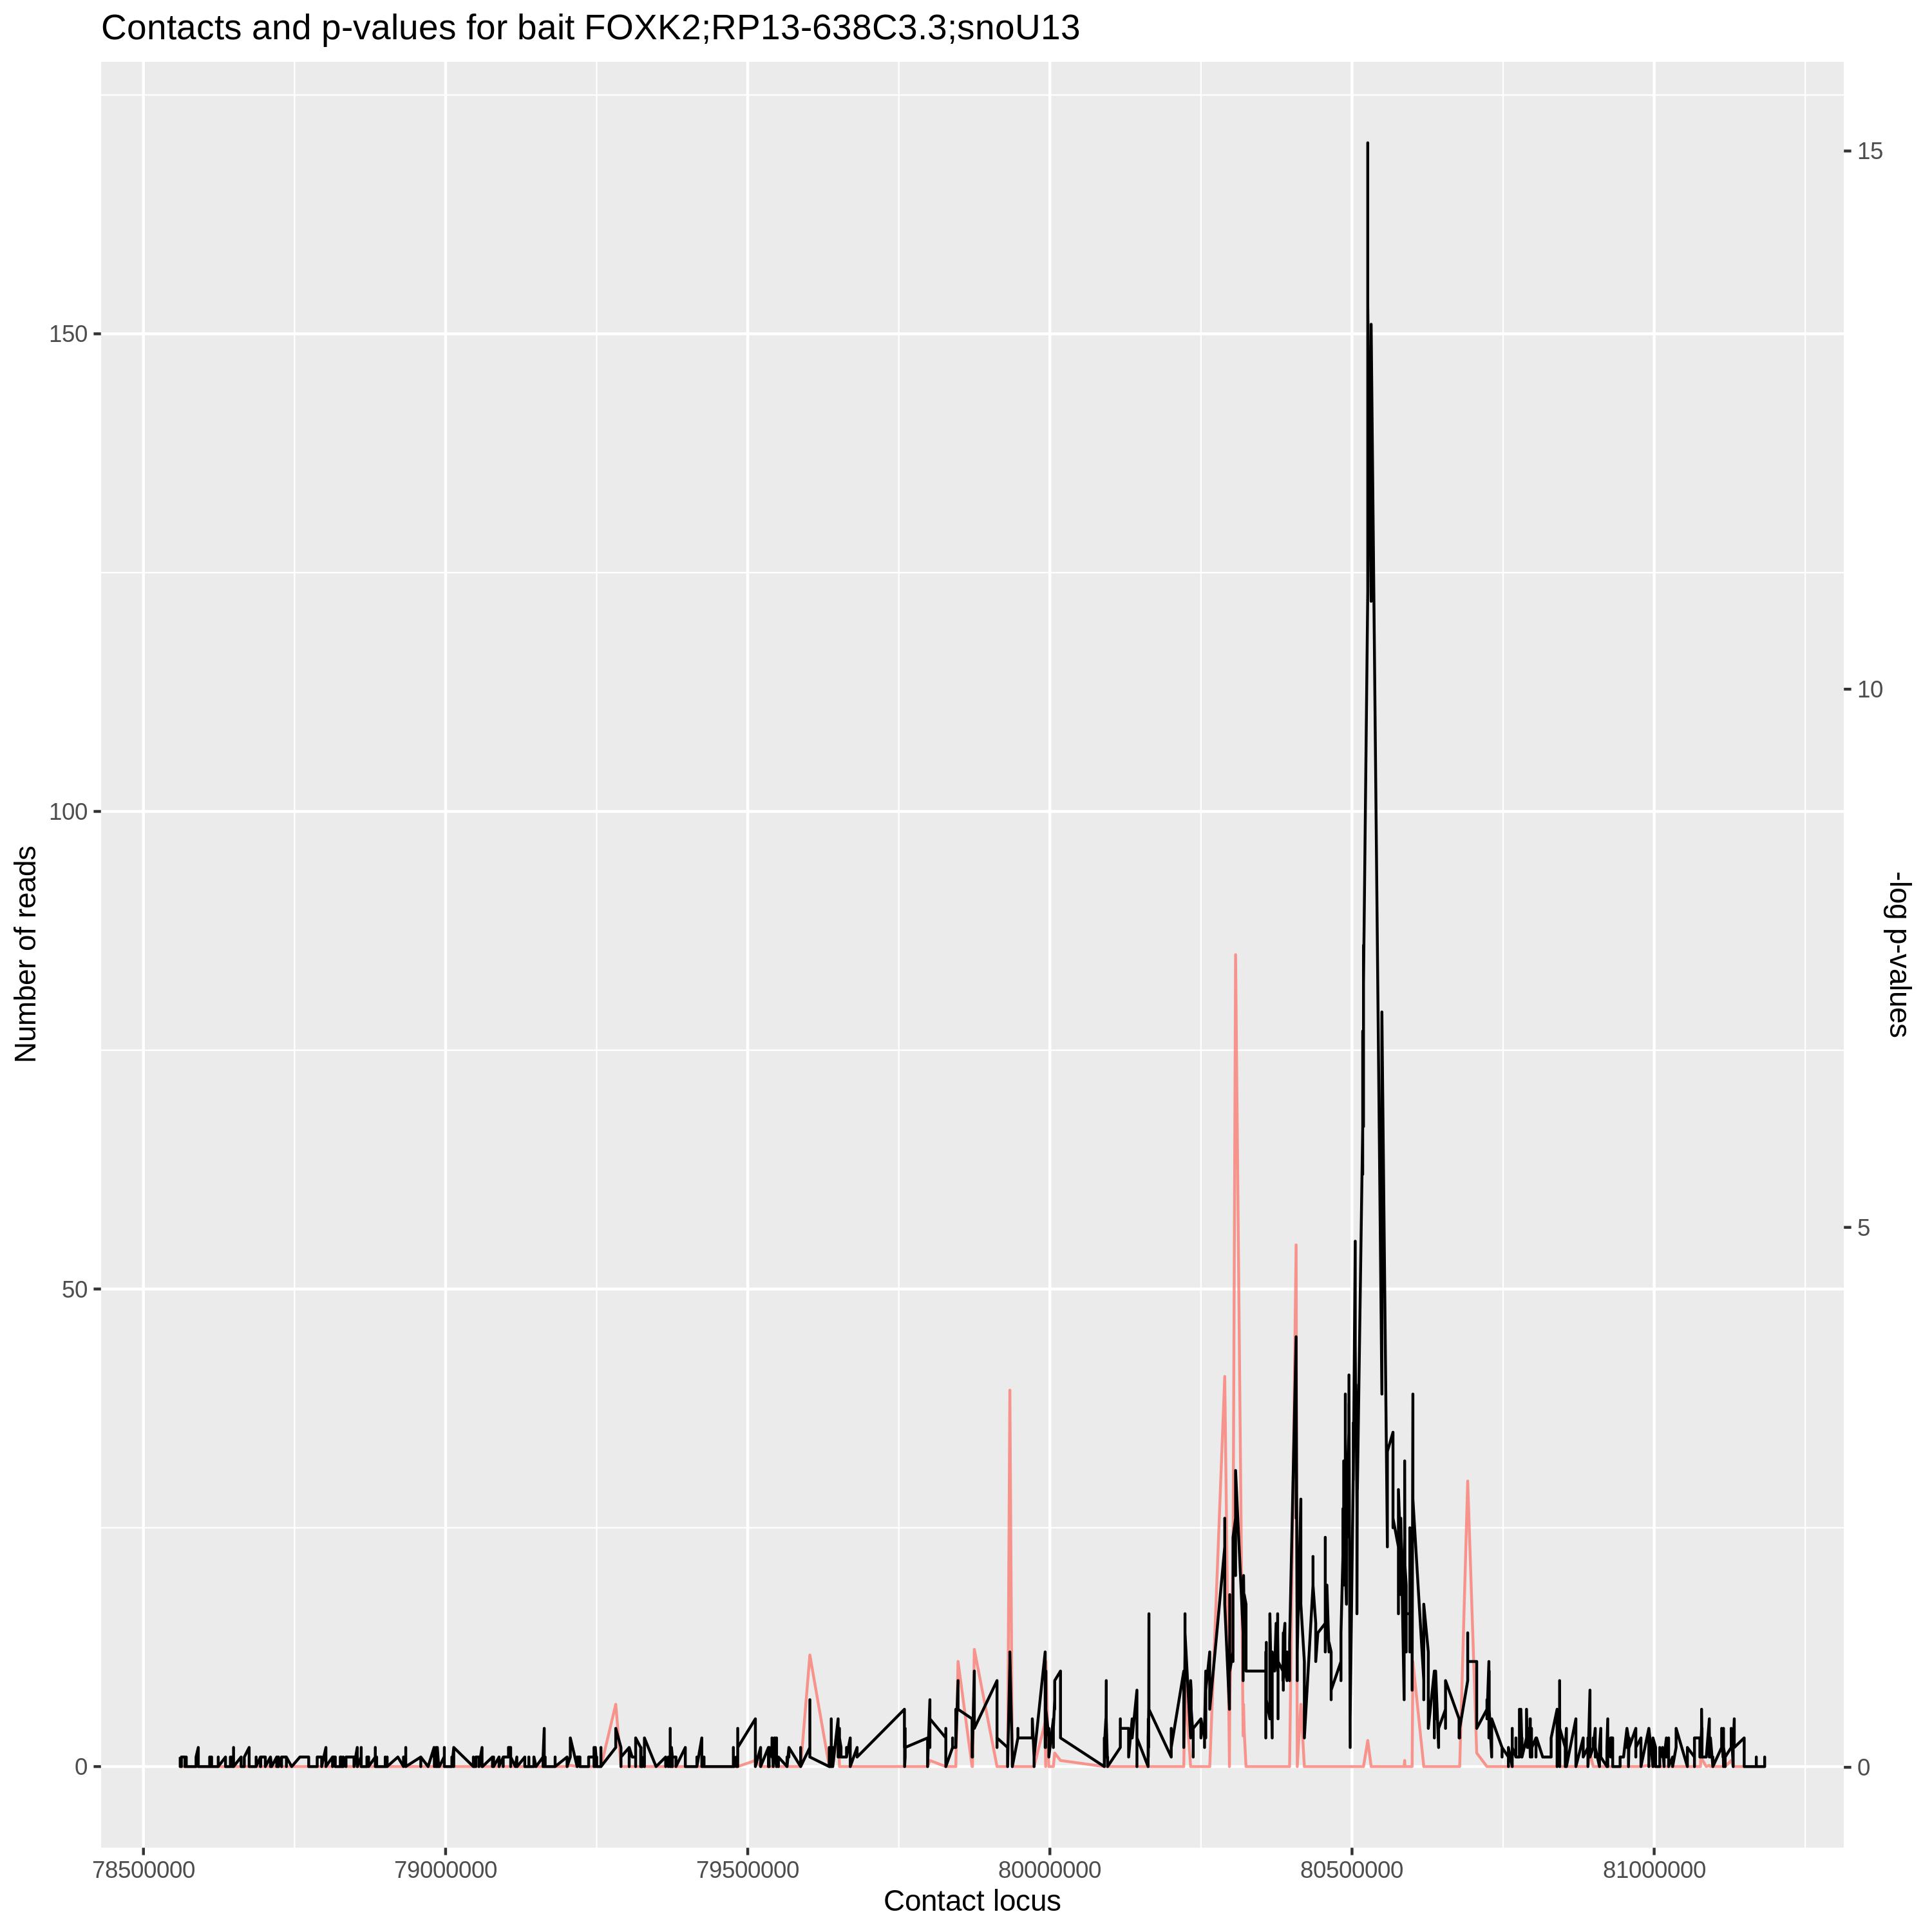 Contacts and p-values for bait FOXK2;RP13-638C3.3;snoU13
150
100
50
0
Number of reads
15
10
5
0
-log p-values
78500000 79000000 79500000 80000000 80500000 81000000
Contact locus